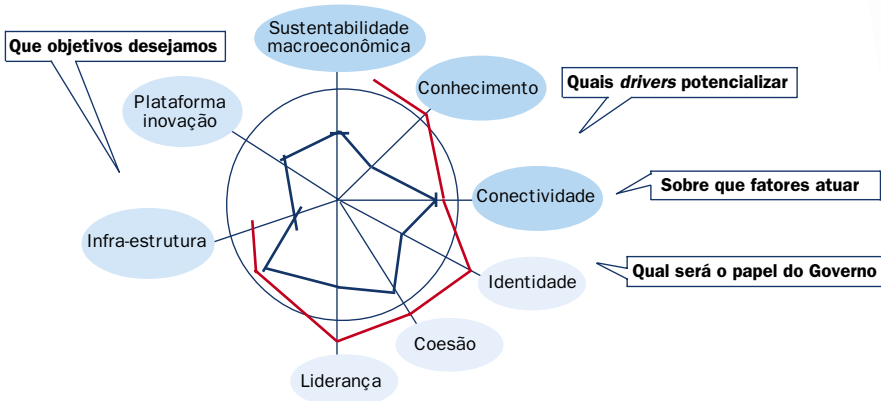 Sustentabilidade
macroeconômica
Que objetivos desejamos
Conhecimento
Quais drivers potencializar
Plataforma
inovação
Conectividade
Sobre que fatores atuar
Infra-estrutura
Identidade
Qual será o papel do Governo
Coesão
Liderança